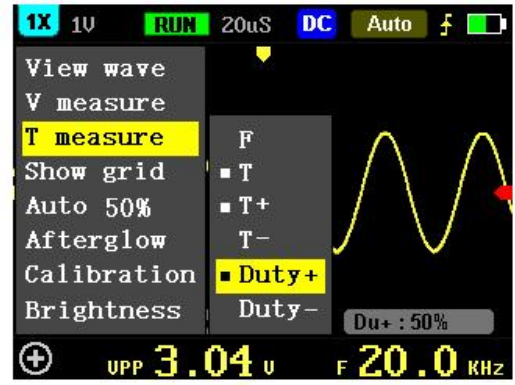 1X 1V RUN 20uS DC Auto
View wave
V measure
T measure
Show grid
Auto 50%
Afterglow
Calibration
Brightness
F
T
T+
T-
Duty+
Duty-
Du+:50%
VPP 3.04 V F 20.0 KHz